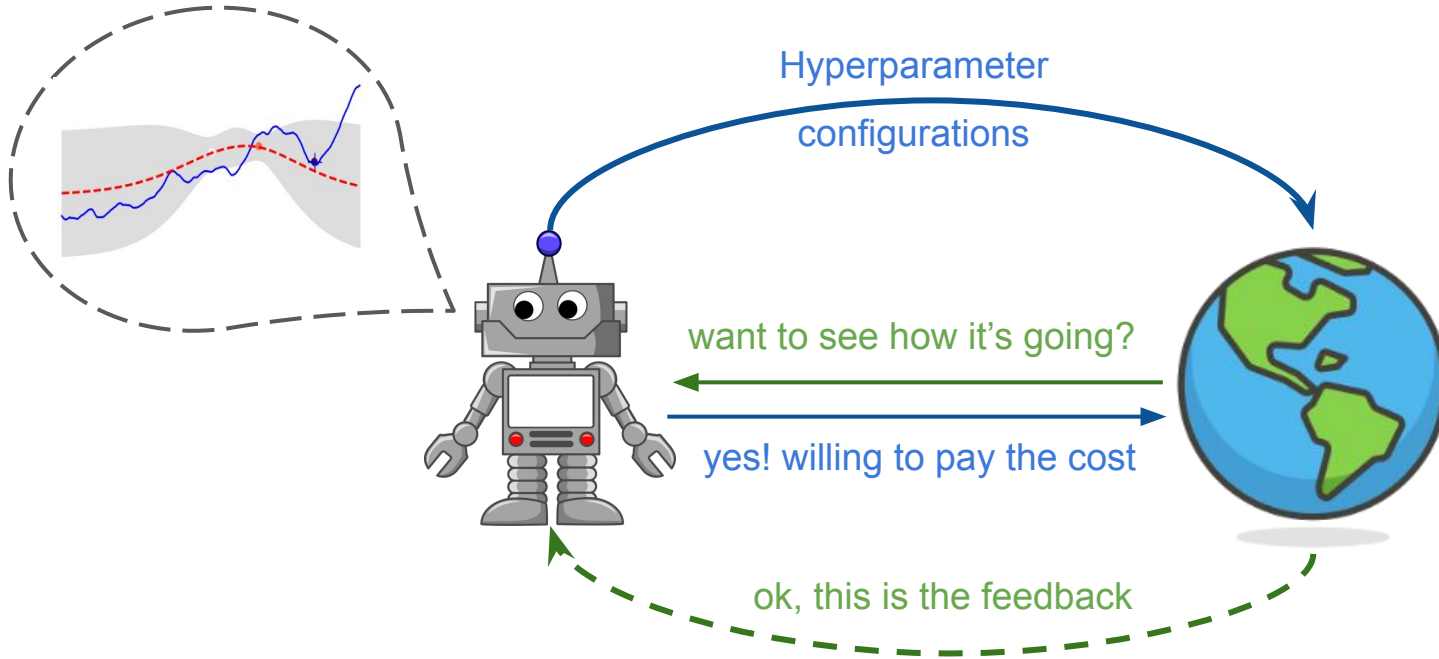 Hyperparameter
configurations
want to see how it’s going?
yes! willing to pay the cost
ok, this is the feedback